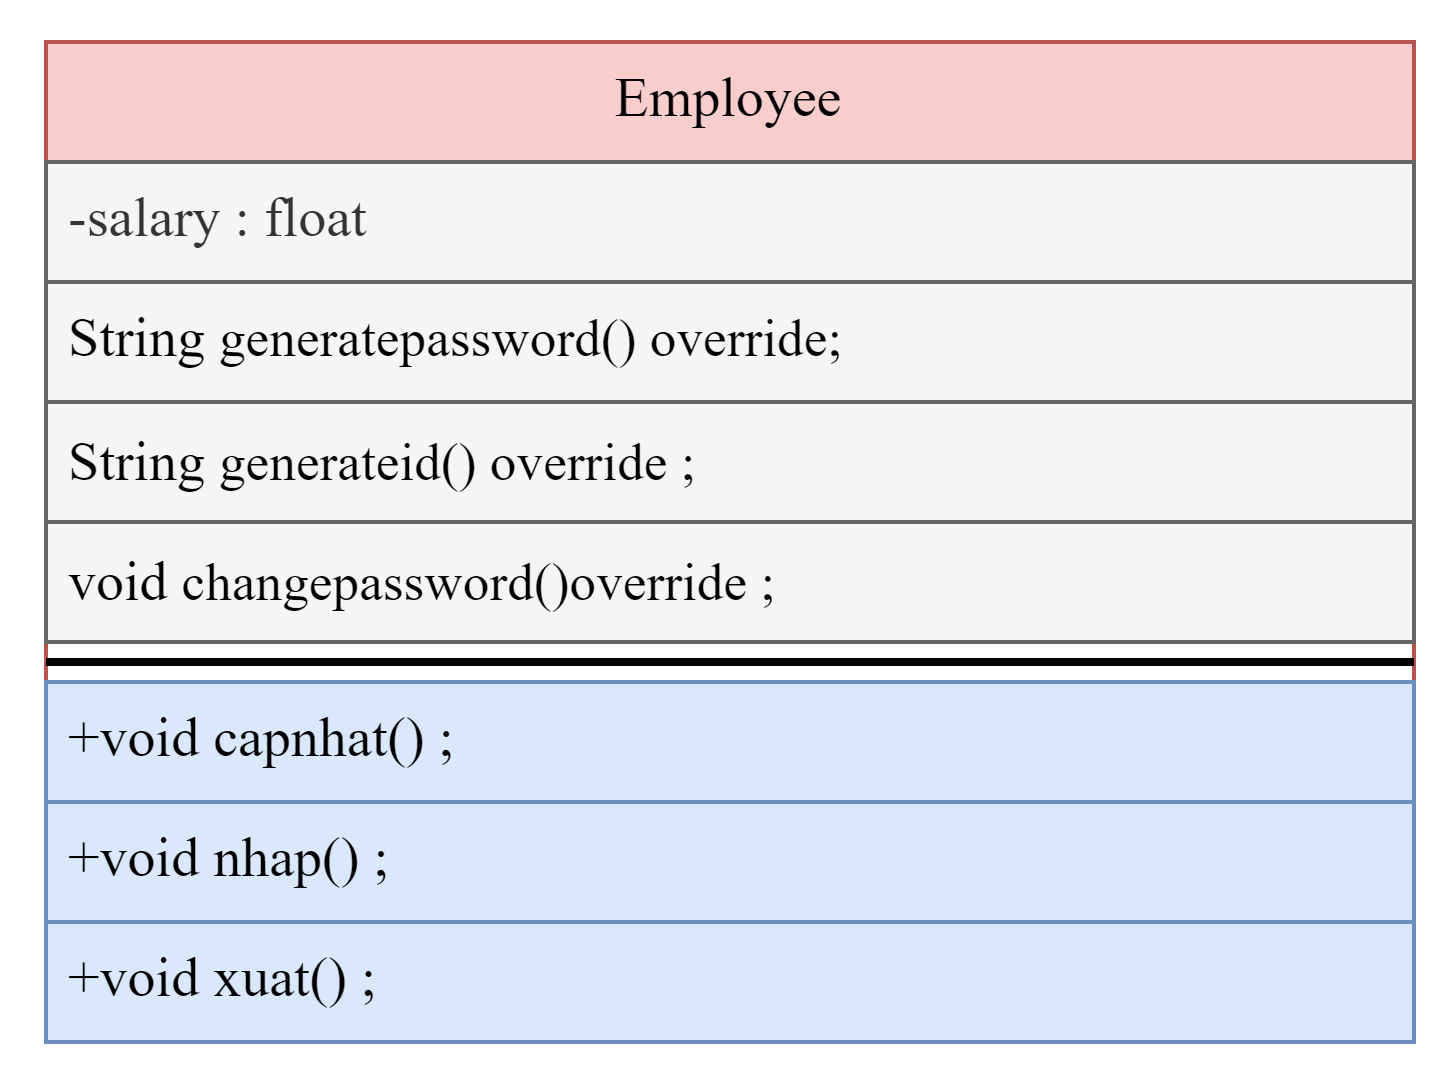 Employee
-salary : float
String generatepassword() override;
String generateid() override ;
void changepassword()override ;
+void capnhat() ;
+void nhap() ;
+void xuat() ;